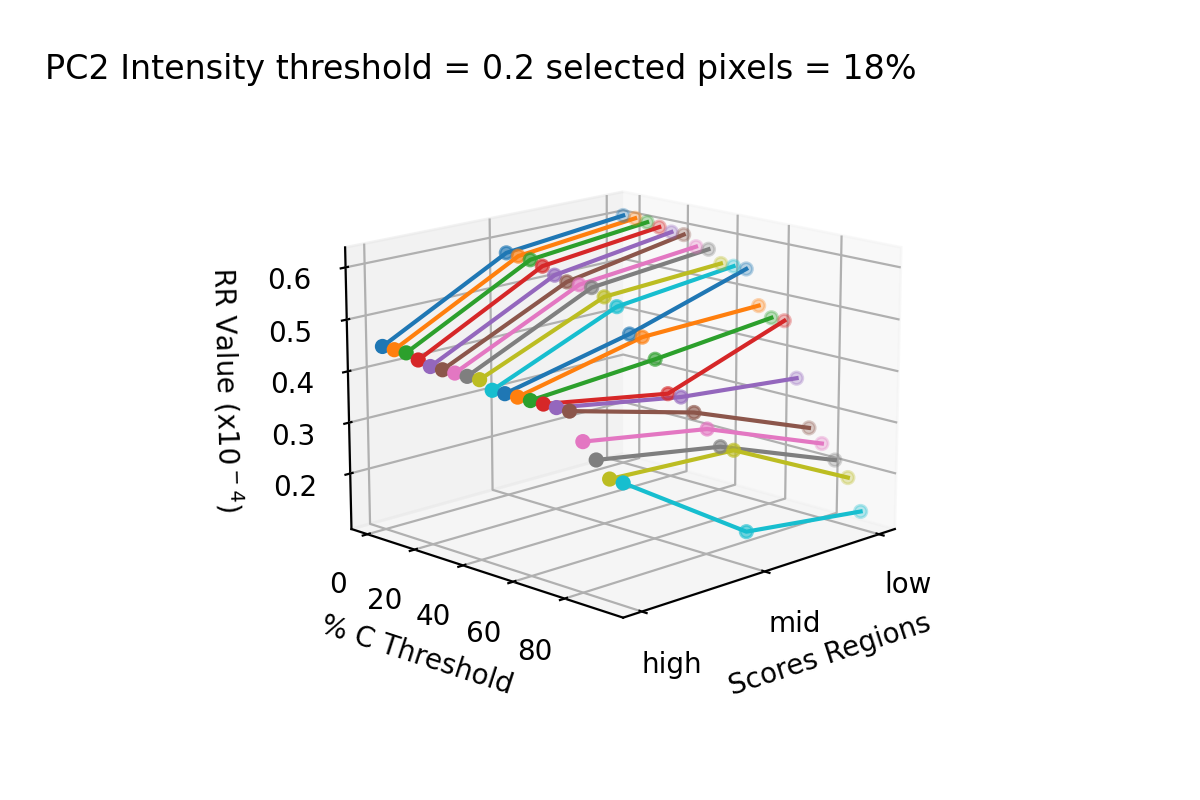 PC2 Intensity threshold = 0.2 selected pixels = 18%
RR Value (x10⁻⁴)
0.6
0.5
0.4
0.3
0.2
0
20
40
60
80
% C Threshold
high
mid
low
Scores Regions